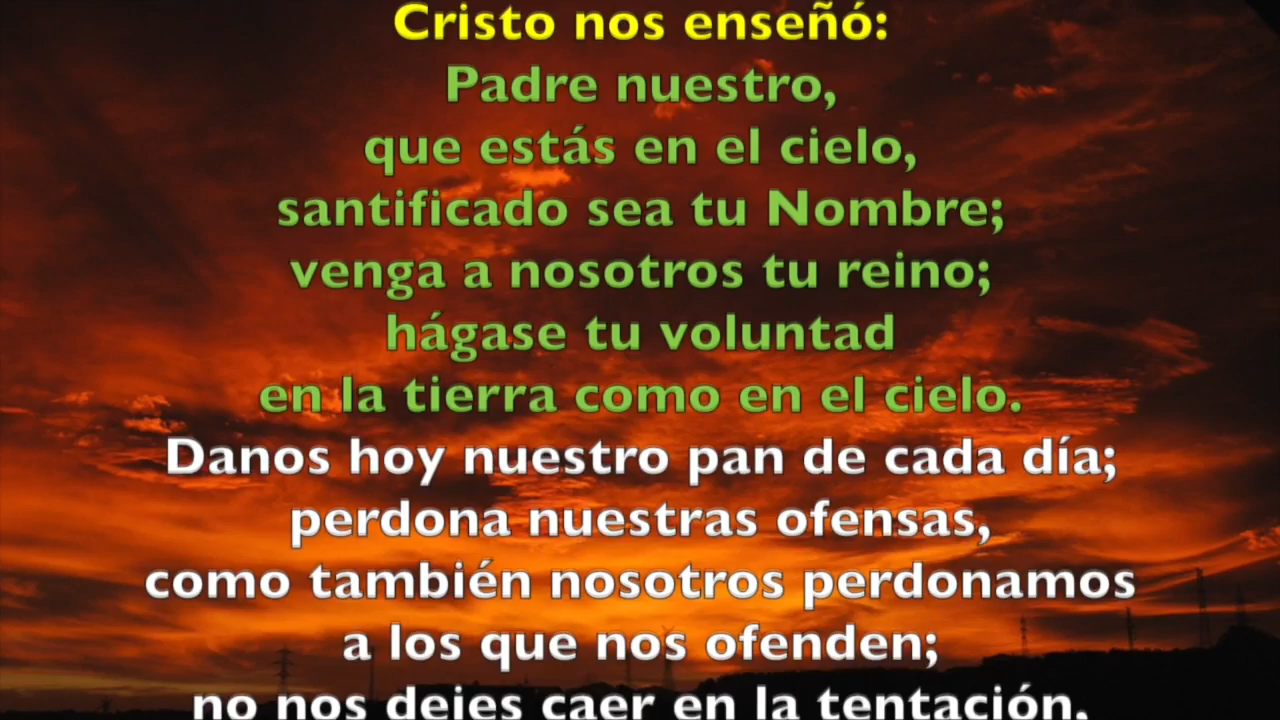 Cristo nos enseñó:
Padre nuestro,
que estás en el cielo,
santificado sea tu Nombre;
venga a nosotros tu reino;
hágase tu voluntad
en la tierra como en el cielo.
Danos hoy nuestro pan de cada día;
perdona nuestras ofensas,
como también nosotros perdonamos
a los que nos ofenden;
no nos dejes caer en la tentación,